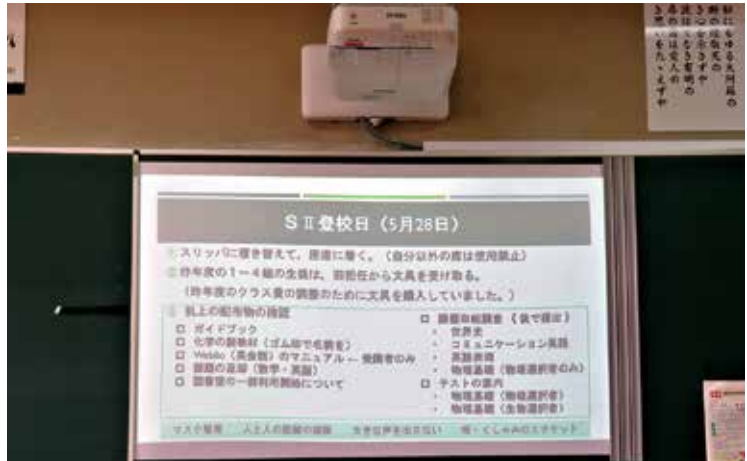 SⅡ登校日（5月28日）
①スリッパに履き替えて，座席に着く。（自分以外の席は使用禁止）
②昨年度の1ー4組の生徒は，前担任から文具を受け取る。
（昨年度のクラス費の調整のために文具を購入していました。）
③ 机上の配布物の確認
□ ガイドブック
□ 化学の副教材（ゴム印で名前を）
□ Weblio（英会話）のマニュアル ← 受講者のみ
□ 課題の返却（数学・英語）
□ 図書室の一部利用開始について
□ 課題取組調査（後で提出）
・ 世界史
・ コミュニケーション英語
・ 英語表現
・ 物理基礎（物理選択者のみ）
□ テストの案内
・ 物理基礎（物理選択者）
・ 物理基礎（生物選択者）
マスク着用 人と人の距離の確保 大きな声を出さない 咳・くしゃみのエチケット